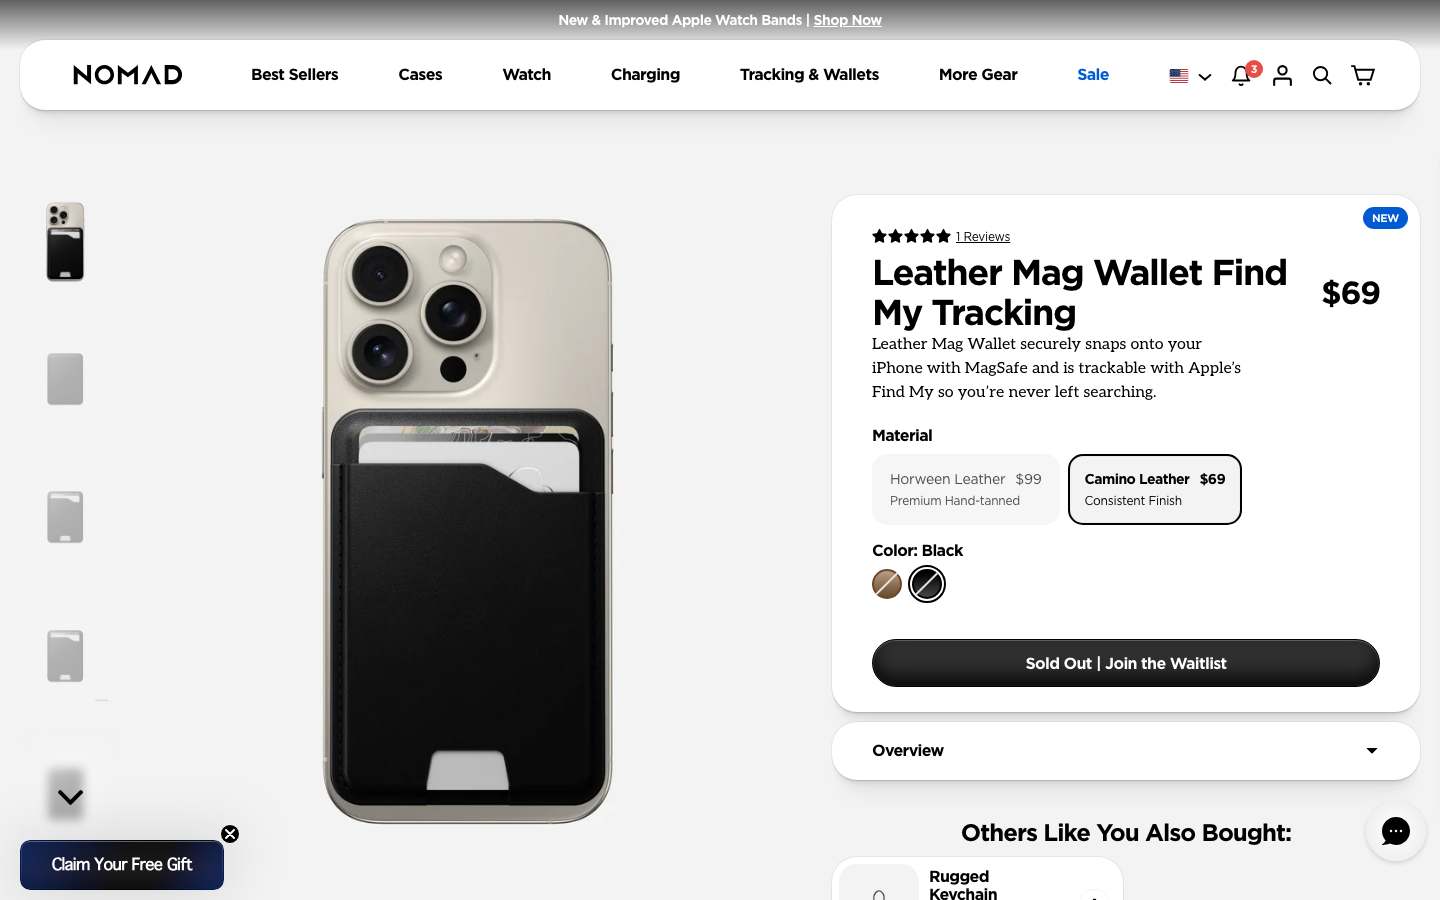 New & Improved Apple Watch Bands | Shop Now
NOMAD
Best Sellers
Cases
Watch
Charging
Tracking & Wallets
More Gear
Sale
3
NEW
1 Reviews
Leather Mag Wallet Find
My Tracking
$69
Leather Mag Wallet securely snaps onto your
iPhone with MagSafe and is trackable with Apple’s
Find My so you’re never left searching.
Material
Horween Leather $99
Premium Hand-tanned
Camino Leather $69
Consistent Finish
Color: Black
Sold Out | Join the Waitlist
Overview
Others Like You Also Bought:
Rugged
Keychain
Claim Your Free Gift